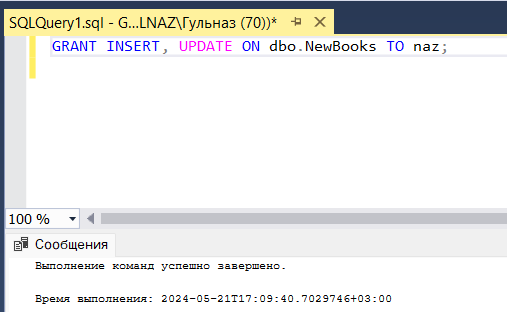 SQLQuery1.sql - G...LNAZ\Гульназ (70))*
GRANT INSERT, UPDATE ON dbo.NewBooks TO naz;
100 %
Сообщения
Выполнение команд успешно завершено.
Время выполнения: 2024-05-21T17:09:40.7029746+03:00